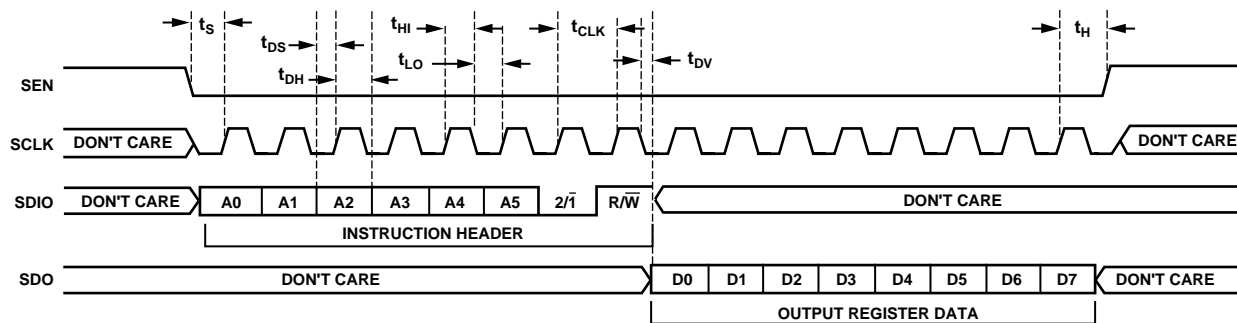 tS
tDS
tDH
tHI
tLO
tCLK
tDV
tH
SEN
SCLK DON'T CARE DON'T CARE
SDIO DON'T CARE A0 A1 A2 A3 A4 A5 2/1̅ R/W̅ DON'T CARE
INSTRUCTION HEADER
SDO DON'T CARE D0 D1 D2 D3 D4 D5 D6 D7 DON'T CARE
OUTPUT REGISTER DATA